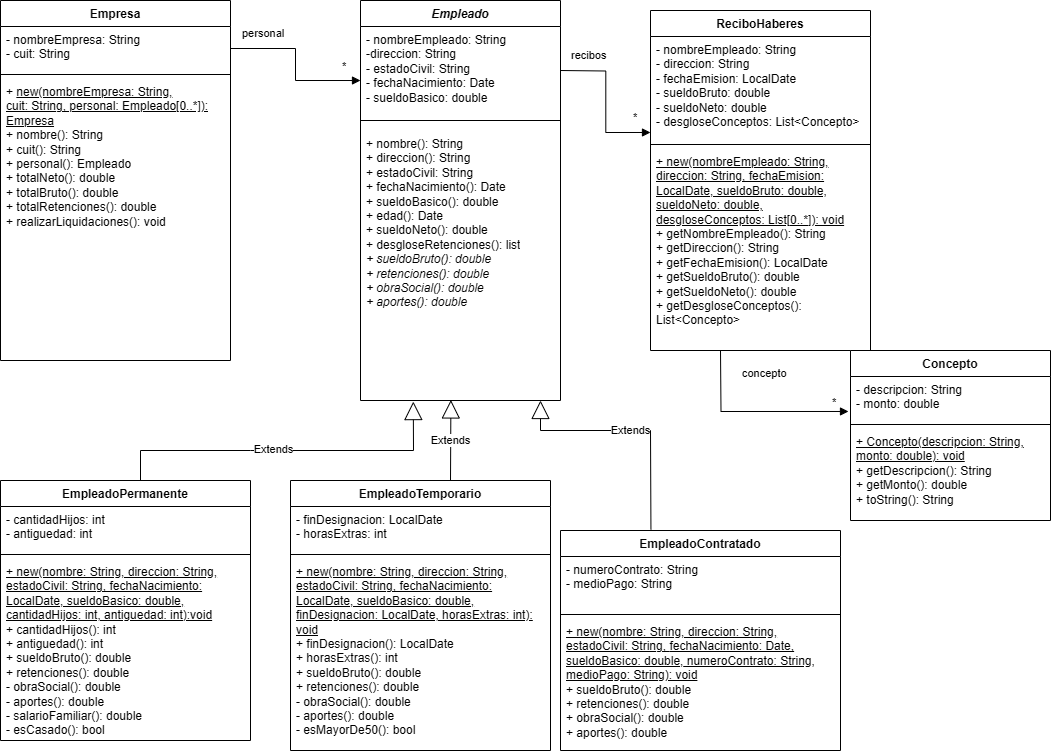 Empresa
- nombreEmpresa: String
- cuit: String
+ new(nombreEmpresa: String,
cuit: String, personal: Empleado[0..*]):
Empresa
+ nombre(): String
+ cuit(): String
+ personal(): Empleado
+ totalNeto(): double
+ totalBruto(): double
+ totalRetenciones(): double
+ realizarLiquidaciones(): void
personal
*
Empleado
- nombreEmpleado: String
-direccion: String
- estadoCivil: String
- fechaNacimiento: Date
- sueldoBasico: double
+ nombre(): String
+ direccion(): String
+ estadoCivil: String
+ fechaNacimiento(): Date
+ sueldoBasico(): double
+ edad(): Date
+ sueldoNeto(): double
+ desgloseRetenciones(): list
+ sueldoBruto(): double
+ retenciones(): double
+ obraSocial(): double
+ aportes(): double
recibos
*
ReciboHaberes
- nombreEmpleado: String
- direccion: String
- fechaEmision: LocalDate
- sueldoBruto: double
- sueldoNeto: double
- desgloseConceptos: List<Concepto>
+ new(nombreEmpleado: String,
direccion: String, fechaEmision:
LocalDate, sueldoBruto: double,
sueldoNeto: double,
desgloseConceptos: List[0..*]): void
+ getNombreEmpleado(): String
+ getDireccion(): String
+ getFechaEmision(): LocalDate
+ getSueldoBruto(): double
+ getSueldoNeto(): double
+ getDesgloseConceptos():
List<Concepto>
concepto
*
Concepto
- descripcion: String
- monto: double
+ Concepto(descripcion: String,
monto: double): void
+ getDescripcion(): String
+ getMonto(): double
+ toString(): String
Extends
Extends
Extends
EmpleadoPermanente
- cantidadHijos: int
- antiguedad: int
+ new(nombre: String, direccion: String,
estadoCivil: String, fechaNacimiento:
LocalDate, sueldoBasico: double,
cantidadHijos: int, antiguedad: int):void
+ cantidadHijos(): int
+ antiguedad(): int
+ sueldoBruto(): double
+ retenciones(): double
- obraSocial(): double
- aportes(): double
- salarioFamiliar(): double
- esCasado(): bool
EmpleadoTemporario
- finDesignacion: LocalDate
- horasExtras: int
+ new(nombre: String, direccion: String,
estadoCivil: String, fechaNacimiento:
LocalDate, sueldoBasico: double,
finDesignacion: LocalDate, horasExtras: int):
void
+ finDesignacion(): LocalDate
+ horasExtras(): int
+ sueldoBruto(): double
+ retenciones(): double
- obraSocial(): double
- aportes(): double
- esMayorDe50(): bool
EmpleadoContratado
- numeroContrato: String
- medioPago: String
+ new(nombre: String, direccion: String,
estadoCivil: String, fechaNacimiento: Date,
sueldoBasico: double, numeroContrato: String,
medioPago: String): void
+ sueldoBruto(): double
+ retenciones(): double
+ obraSocial(): double
+ aportes(): double